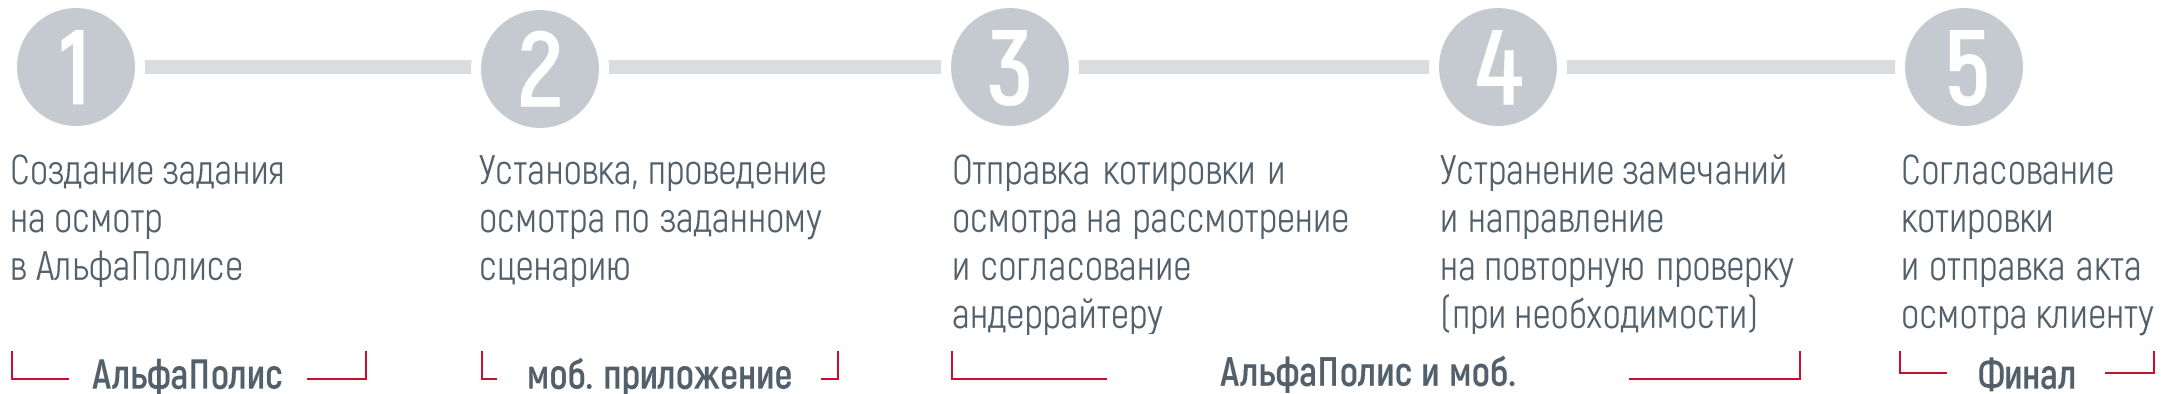 1
2
3
4
5
Создание задания
на осмотр
в АльфаПолисе
Установка, проведение
осмотра по заданному
сценарию
Отправка котировки и
осмотра на рассмотрение
и согласование
андеррайтеру
Устранение замечаний
и направление
на повторную проверку
(при необходимости)
Согласование
котировки
и отправка акта
осмотра клиенту
АльфаПолис
моб. приложение
АльфаПолис и моб.
Финал